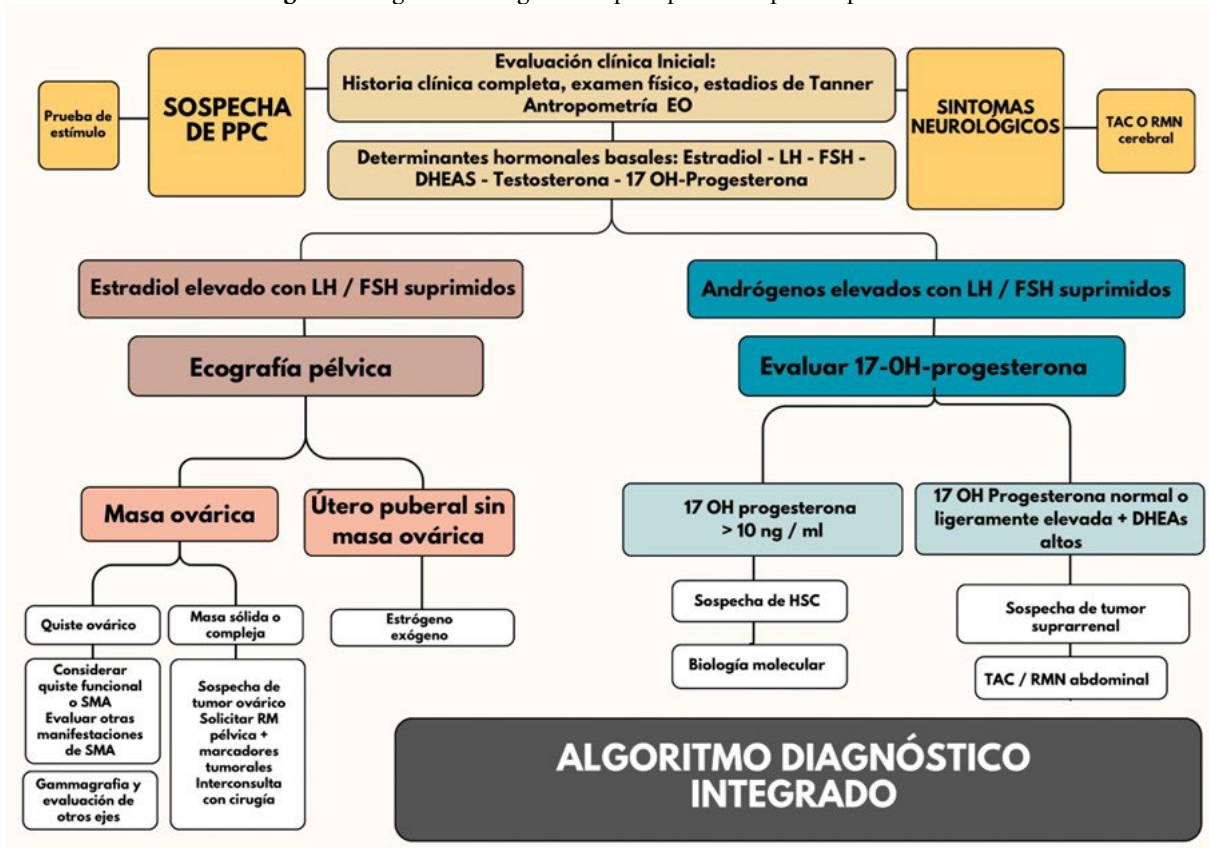 Prueba de
estímulo
SOSPECHA
DE PPC
Evaluación clínica Inicial:
Historia clínica completa, examen físico, estadios de Tanner
Antropometría EO
SINTOMAS
NEUROLÓGICOS
TAC O RMN
cerebral
Determinantes hormonales basales: Estradiol - LH - FSH -
DHEAS - Testosterona - 17 OH-Progesterona
Estradiol elevado con LH / FSH suprimidos
Andrógenos elevados con LH / FSH suprimidos
Ecografía pélvica
Evaluar 17-OH-progesterona
Masa ovárica
Útero puberal sin
masa ovárica
17 OH progesterona
> 10 ng / ml
17 OH Progesterona normal o
ligeramente elevada + DHEAs
altos
Quiste ovárico
Masa sólida o
compleja
Estrógeno
exógeno
Sospecha de HSC
Sospecha de tumor
suprarrenal
Considerar
quiste funcional
o SMA
Evaluar otras
manifestaciones
de SMA
Sospecha de
tumor ovárico
Solicitar RM
pélvica +
marcadores
tumorales
Interconsulta
con cirugía
Biología molecular
TAC / RMN abdominal
Gammagrafia y
evaluación de
otros ejes
ALGORITMO DIAGNÓSTICO
INTEGRADO